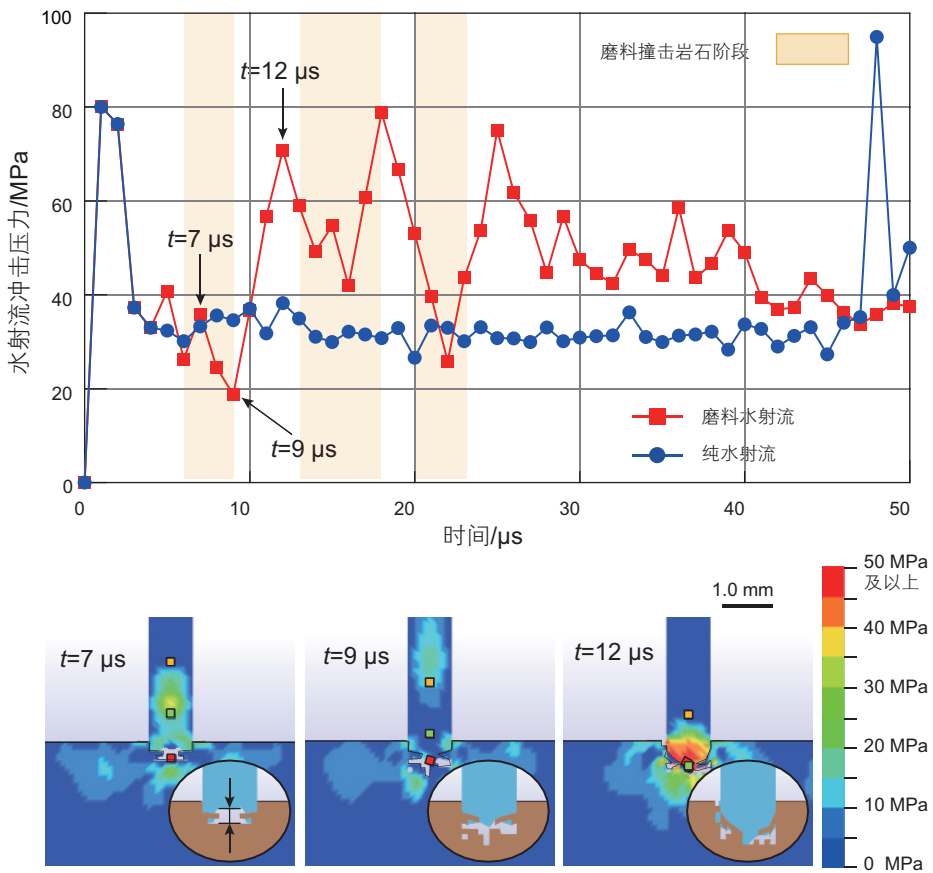 100
80
60
40
20
0
水射流冲击压力/MPa
磨料撞击岩石阶段
t=12 µs
t=7 µs
t=9 µs
磨料水射流
纯水射流
0
10
20
30
40
50
时间/µs
1.0 mm
t=7 µs
t=9 µs
t=12 µs
50 MPa
及以上
40 MPa
30 MPa
20 MPa
10 MPa
0 MPa